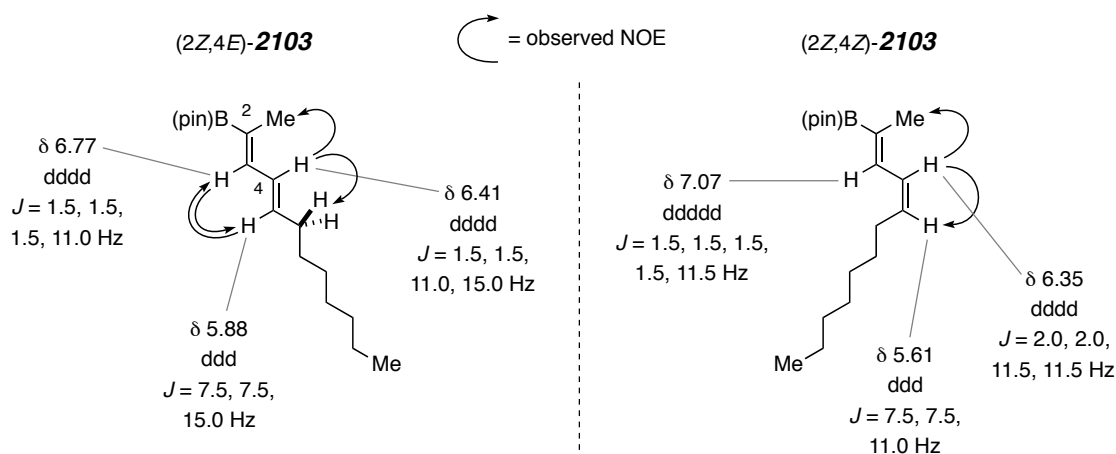 (2Z,4E)-2103
= observed NOE
(2Z,4Z)-2103
(pin)B
2
Me
H
4
H
H
H
H
Me
δ 6.77
dddd
J = 1.5, 1.5,
1.5, 11.0 Hz
δ 6.41
dddd
J = 1.5, 1.5,
11.0, 15.0 Hz
δ 5.88
ddd
J = 7.5, 7.5,
15.0 Hz
(pin)B
Me
H
H
H
Me
δ 7.07
ddddd
J = 1.5, 1.5, 1.5,
1.5, 11.5 Hz
δ 6.35
dddd
J = 2.0, 2.0,
11.5, 11.5 Hz
δ 5.61
ddd
J = 7.5, 7.5,
11.0 Hz